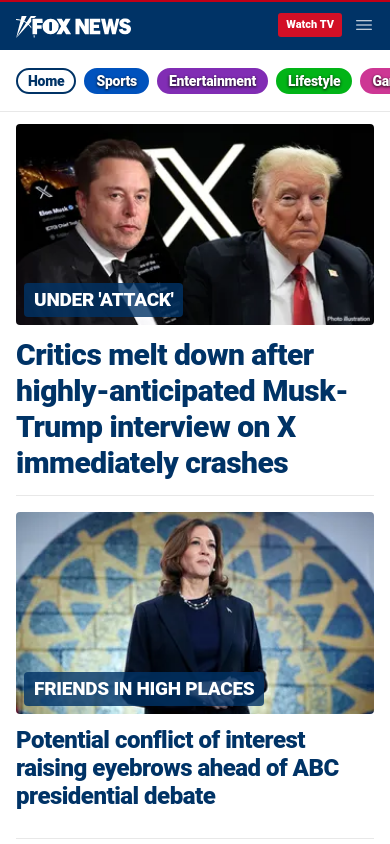 FOX NEWS
Watch TV
Home
Sports
Entertainment
Lifestyle
Ga
X
Elon Musk
UNDER 'ATTACK'
Photo Illustration
Critics melt down after
highly-anticipated Musk-
Trump interview on X
immediately crashes
FRIENDS IN HIGH PLACES
Potential conflict of interest
raising eyebrows ahead of ABC
presidential debate